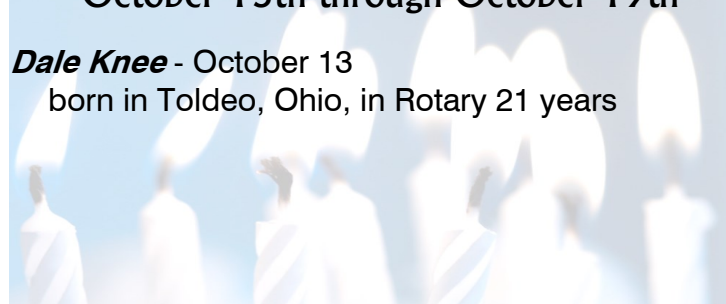 October 13th through October 19th
Dale Knee - October 13
born in Toldeo, Ohio, in Rotary 21 years